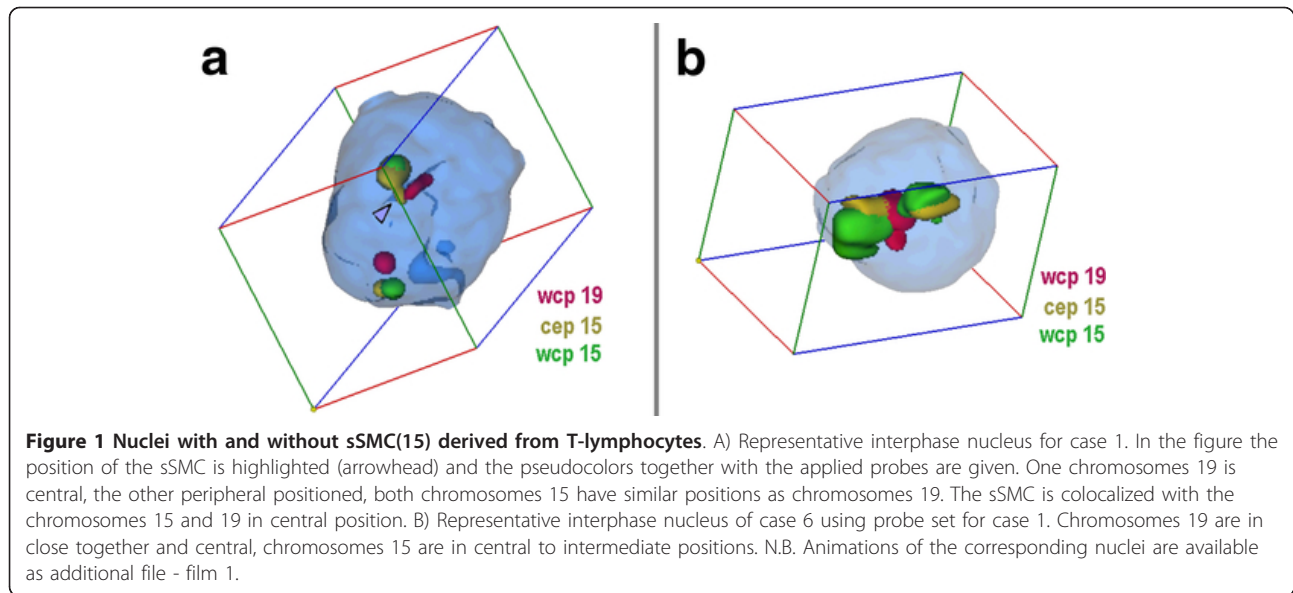 a
b
wcp 19
cep 15
wcp 15
wcp 19
cep 15
wcp 15
Figure 1 Nuclei with and without sSMC(15) derived from T-lymphocytes. A) Representative interphase nucleus for case 1. In the figure the
position of the sSMC is highlighted (arrowhead) and the pseudocolors together with the applied probes are given. One chromosomes 19 is
central, the other peripheral positioned, both chromosomes 15 have similar positions as chromosomes 19. The sSMC is colocalized with the
chromosomes 15 and 19 in central position. B) Representative interphase nucleus of case 6 using probe set for case 1. Chromosomes 19 are in
close together and central, chromosomes 15 are in central to intermediate positions. N.B. Animations of the corresponding nuclei are available
as additional file - film 1.